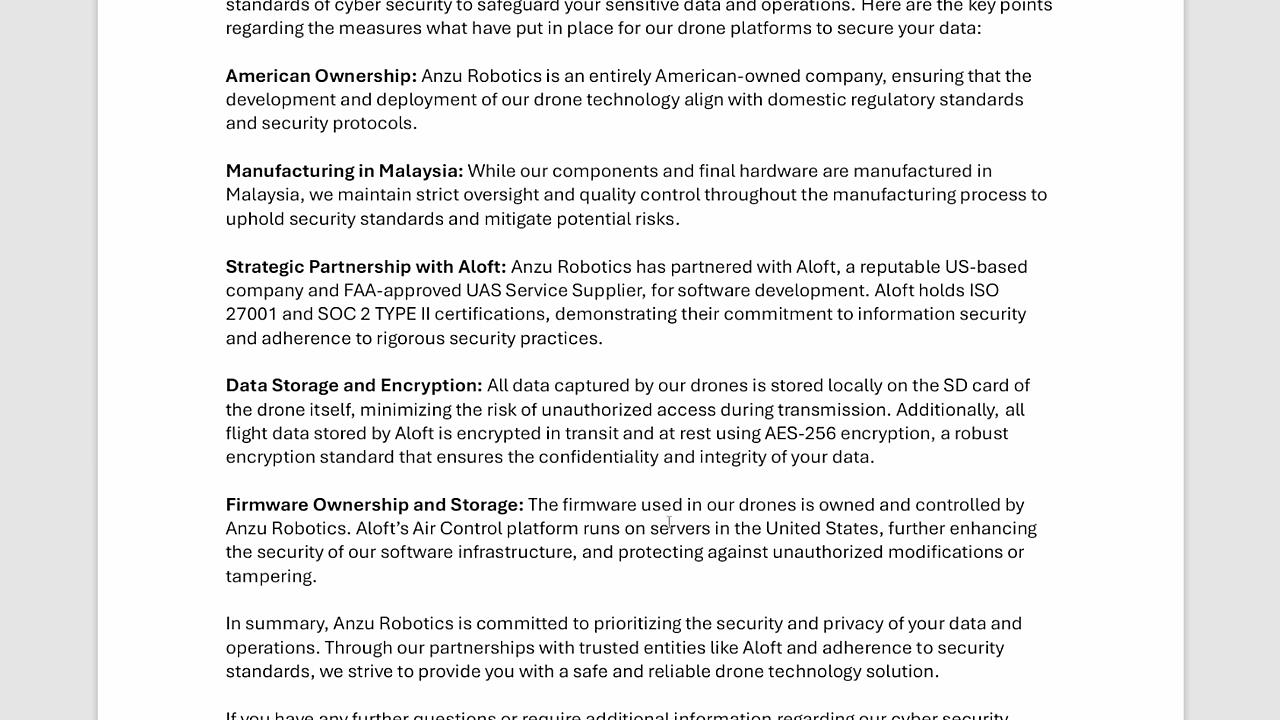 standards of cyber security to safeguard your sensitive data and operations. Here are the key points
regarding the measures what have put in place for our drone platforms to secure your data:
American Ownership: Anzu Robotics is an entirely American-owned company, ensuring that the
development and deployment of our drone technology align with domestic regulatory standards
and security protocols.
Manufacturing in Malaysia: While our components and final hardware are manufactured in
Malaysia, we maintain strict oversight and quality control throughout the manufacturing process to
uphold security standards and mitigate potential risks.
Strategic Partnership with Aloft: Anzu Robotics has partnered with Aloft, a reputable US-based
company and FAA-approved UAS Service Supplier, for software development. Aloft holds ISO
27001 and SOC 2 TYPE II certifications, demonstrating their commitment to information security
and adherence to rigorous security practices.
Data Storage and Encryption: All data captured by our drones is stored locally on the SD card of
the drone itself, minimizing the risk of unauthorized access during transmission. Additionally, all
flight data stored by Aloft is encrypted in transit and at rest using AES-256 encryption, a robust
encryption standard that ensures the confidentiality and integrity of your data.
Firmware Ownership and Storage: The firmware used in our drones is owned and controlled by
Anzu Robotics. Aloft’s Air Control platform runs on servers in the United States, further enhancing
the security of our software infrastructure, and protecting against unauthorized modifications or
tampering.
In summary, Anzu Robotics is committed to prioritizing the security and privacy of your data and
operations. Through our partnerships with trusted entities like Aloft and adherence to security
standards, we strive to provide you with a safe and reliable drone technology solution.
If you have any further questions or require additional information regarding our cyber security